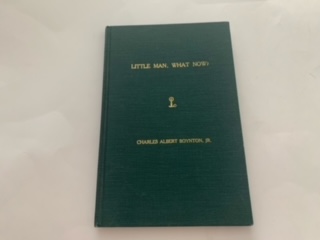 LITTLE MAN, WHAT NOW?
CHARLES ALBERT BOYNTON, JR.